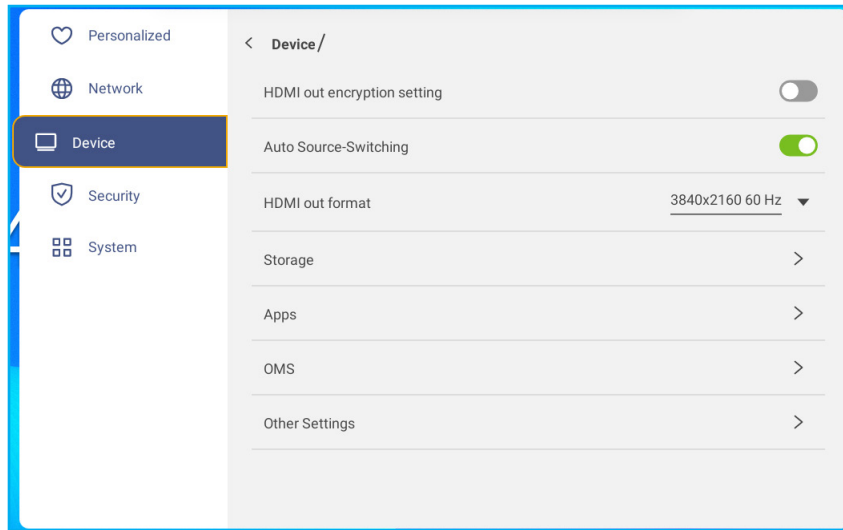 Personalized
Network
Device
Security
System
Device/
HDMI out encryption setting
Auto Source-Switching
HDMI out format
3840x2160 60 Hz
Storage
Apps
OMS
Other Settings